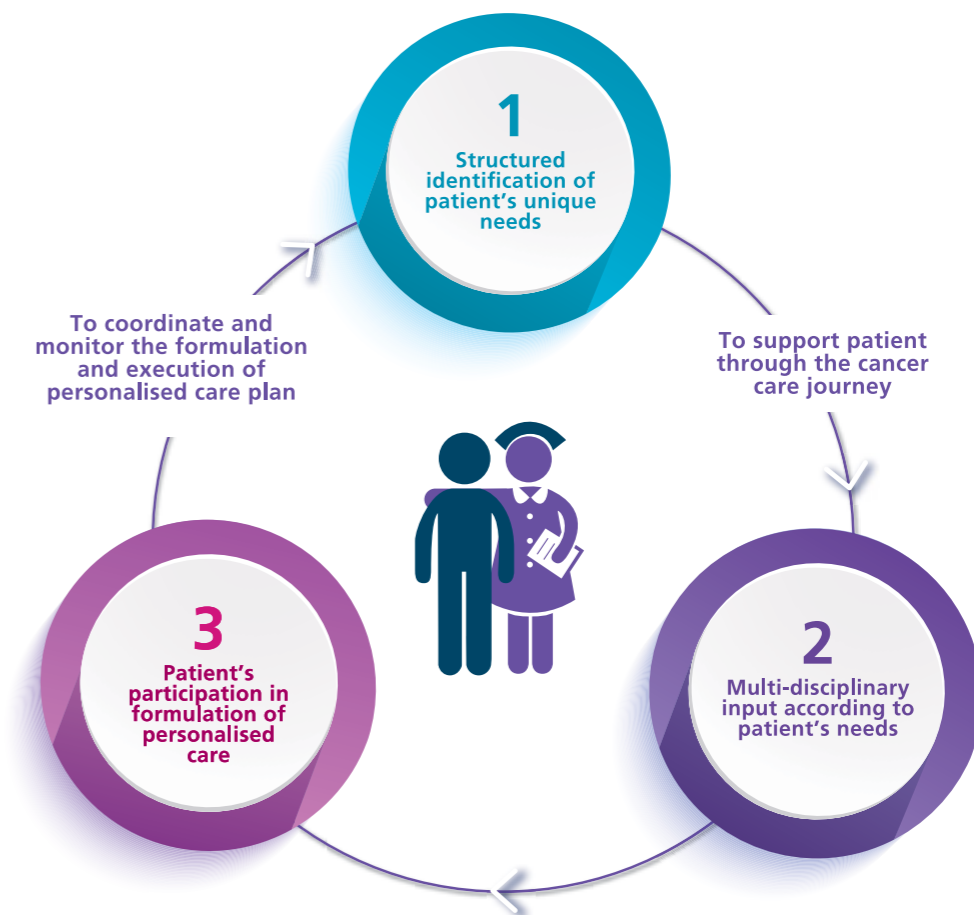 1
Structured
identification of
patient's unique
needs
To coordinate and
monitor the formulation
and execution of
personalised care plan
To support patient
through the cancer
care journey
3
Patient's
participation in
formulation of
personalised
care
2
Multi-disciplinary
input according to
patient's needs